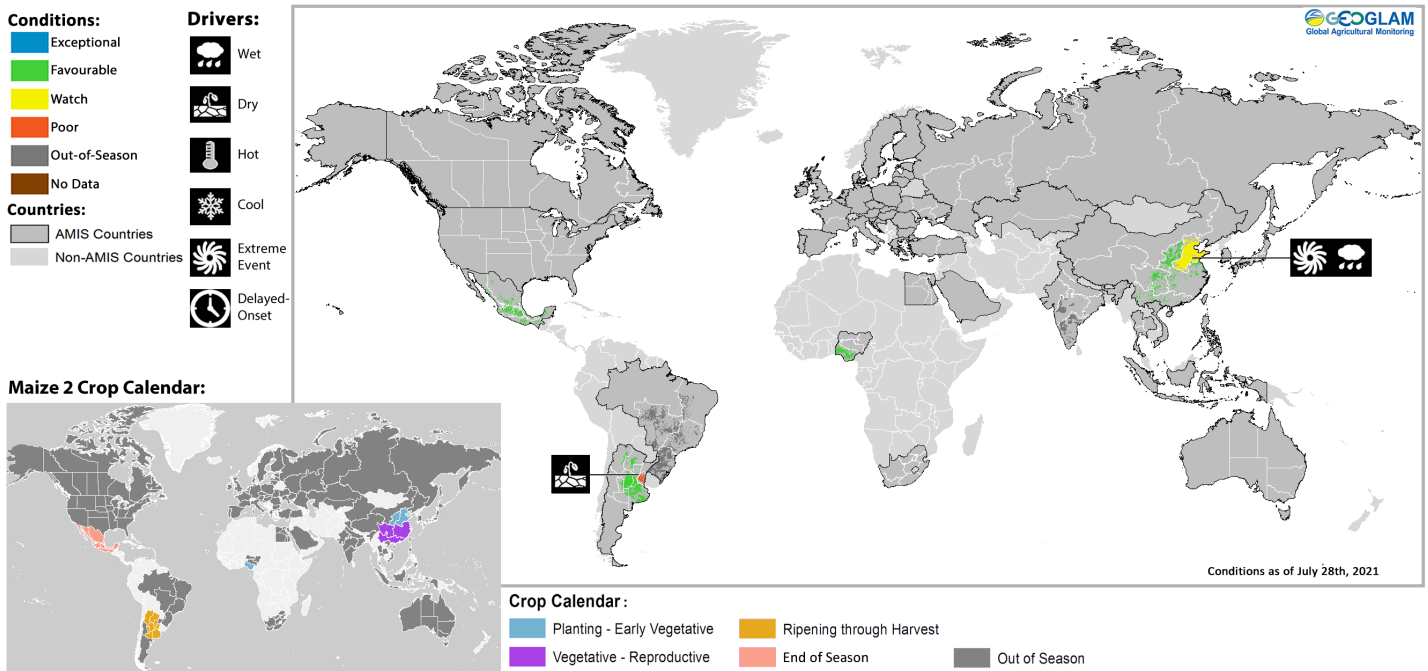 Conditions:
Exceptional
Favourable
Watch
Poor
Out-of-Season
No Data
Countries:
AMIS Countries
Non-AMIS Countries
Drivers:
Wet
Dry
Hot
Cool
Extreme
Event
Delayed-
Onset
GEOGLAM
Global Agricultural Monitoring
Conditions as of July 28th, 2021
Maize 2 Crop Calendar:
Crop Calendar :
Planting - Early Vegetative
Ripening through Harvest
Vegetative - Reproductive
End of Season
Out of Season